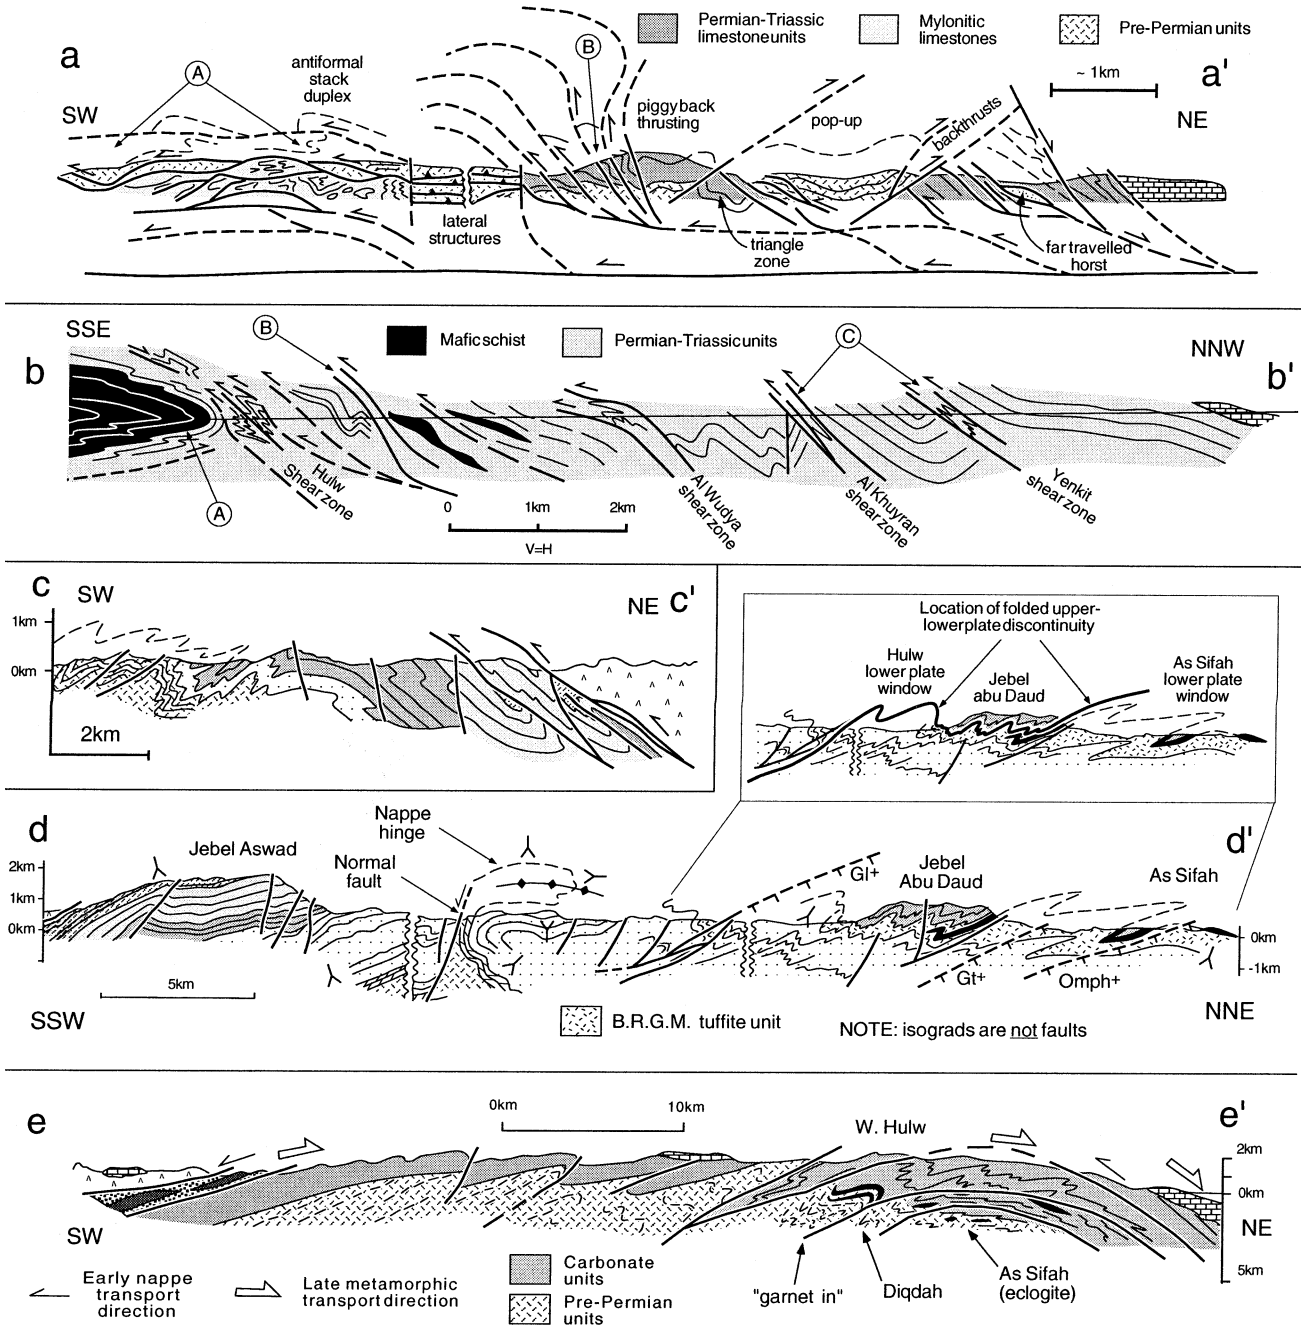 a
SW
A
antiformal
stack
duplex
B
Permian-Triassic
limestone units
Mylonitic
limestones
Pre-Permian units
a'
~ 1km
NE
piggy back
thrusting
pop-up
backthrusts
lateral
structures
triangle
zone
far travelled
horst
SSE
b
B
Mafic schist
Permian-Triassic units
C
NNW
b'
A
Hulw
Shear zone
Al Wudya
shear zone
Al Khuyran
shear zone
Yenkit
shear zone
0
1km
2km
V=H
c
SW
NE
c'
1km
0km
2km
Location of folded upper-
lower plate discontinuity
Hulw
lower plate
window
Jebel
abu Daud
As Sifah
lower plate
window
d
Jebel Aswad
Nappe
hinge
Normal
fault
Gl+
Jebel
Abu Daud
As Sifah
d'
2km
1km
0km
0km
-1km
Gt+
Omph+
5km
SSW
NNE
B.R.G.M. tuffite unit
NOTE: isograds are not faults
e
0km
10km
W. Hulw
e'
2km
0km
5km
SW
NE
Early nappe
transport
direction
Late metamorphic
transport direction
Carbonate
units
Pre-Permian
units
"garnet in"
Diqdah
As Sifah
(eclogite)